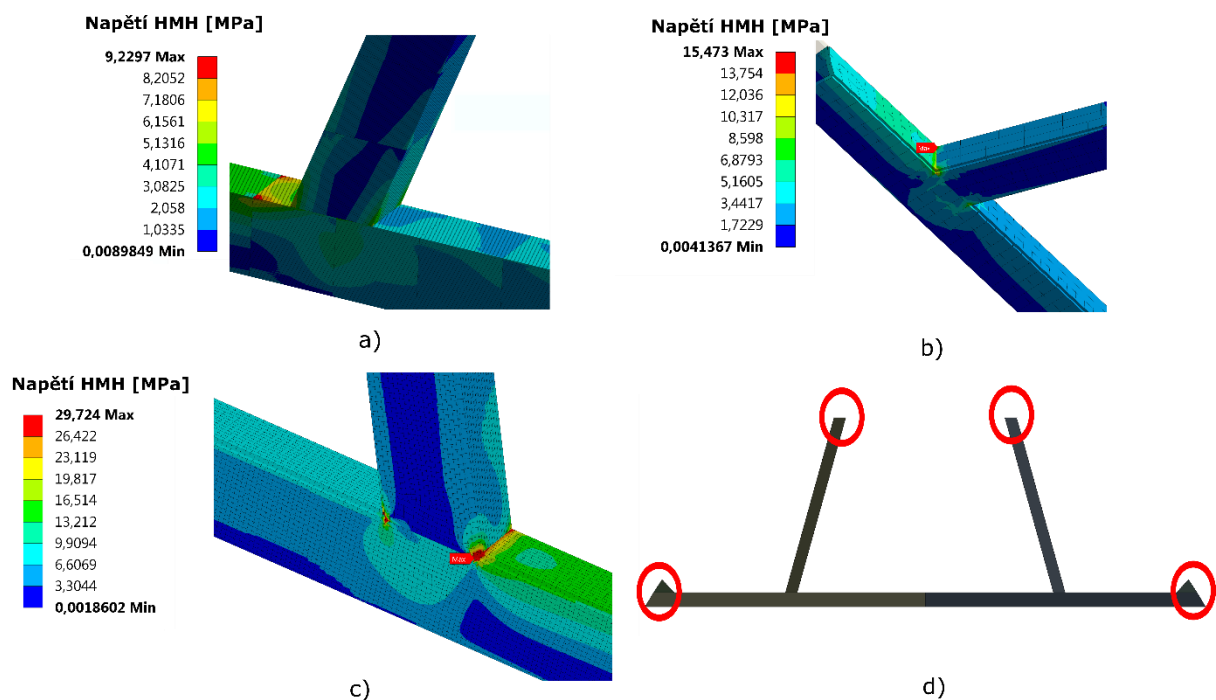 Napětí HMH [MPa]
9,2297 Max
8,2052
7,1806
6,1561
5,1316
4,1071
3,0825
2,058
1,0335
0,0089849 Min
a)
Napětí HMH [MPa]
15,473 Max
13,754
12,036
10,317
8,598
6,8793
5,1605
3,4417
1,7229
0,0041367 Min
Max
b)
Napětí HMH [MPa]
29,724 Max
26,422
23,119
19,817
16,514
13,212
9,9094
6,6069
3,3044
0,0018602 Min
Max
c)
d)